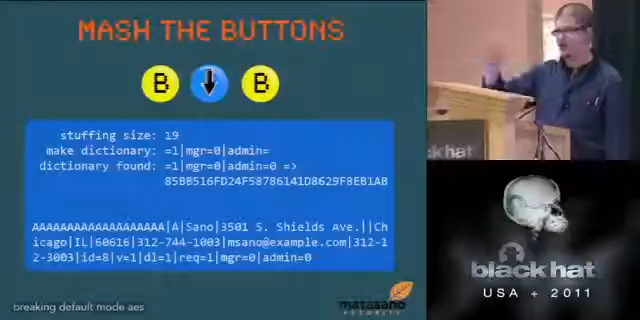 MASH THE BUTTONS
B B
stuffing size: 19
make dictionary: =1|mgr=0|admin=
dictionary found: =1|mgr=0|admin=0 =>
85BB516FD24F58786141D8629F8EB1AB
AAAAAAAAAAAAAAAAAAA|A|Sano|3501 S. Shields Ave.||Ch
icago|IL|60616|312-744-1003|msano@example.com|312-1
2-3003|id=8|v=1|dl=1|req=1|mgr=0|admin=0
breaking default mode aes
matasano
SECURITY
black hat
black hat
USA + 2011